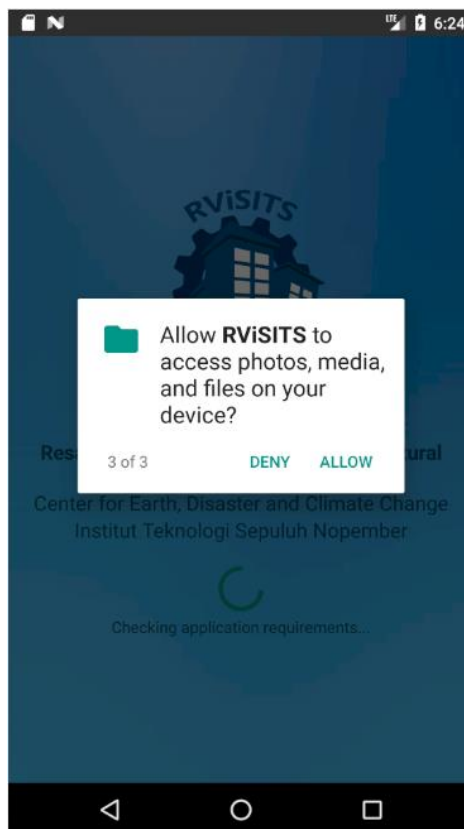 LTE 6:24
RViSITS
Allow RViSITS to
access photos, media,
and files on your
device?
3 of 3 DENY ALLOW
Center for Earth, Disaster and Climate Change
Institut Teknologi Sepuluh Nopember
Checking application requirements...